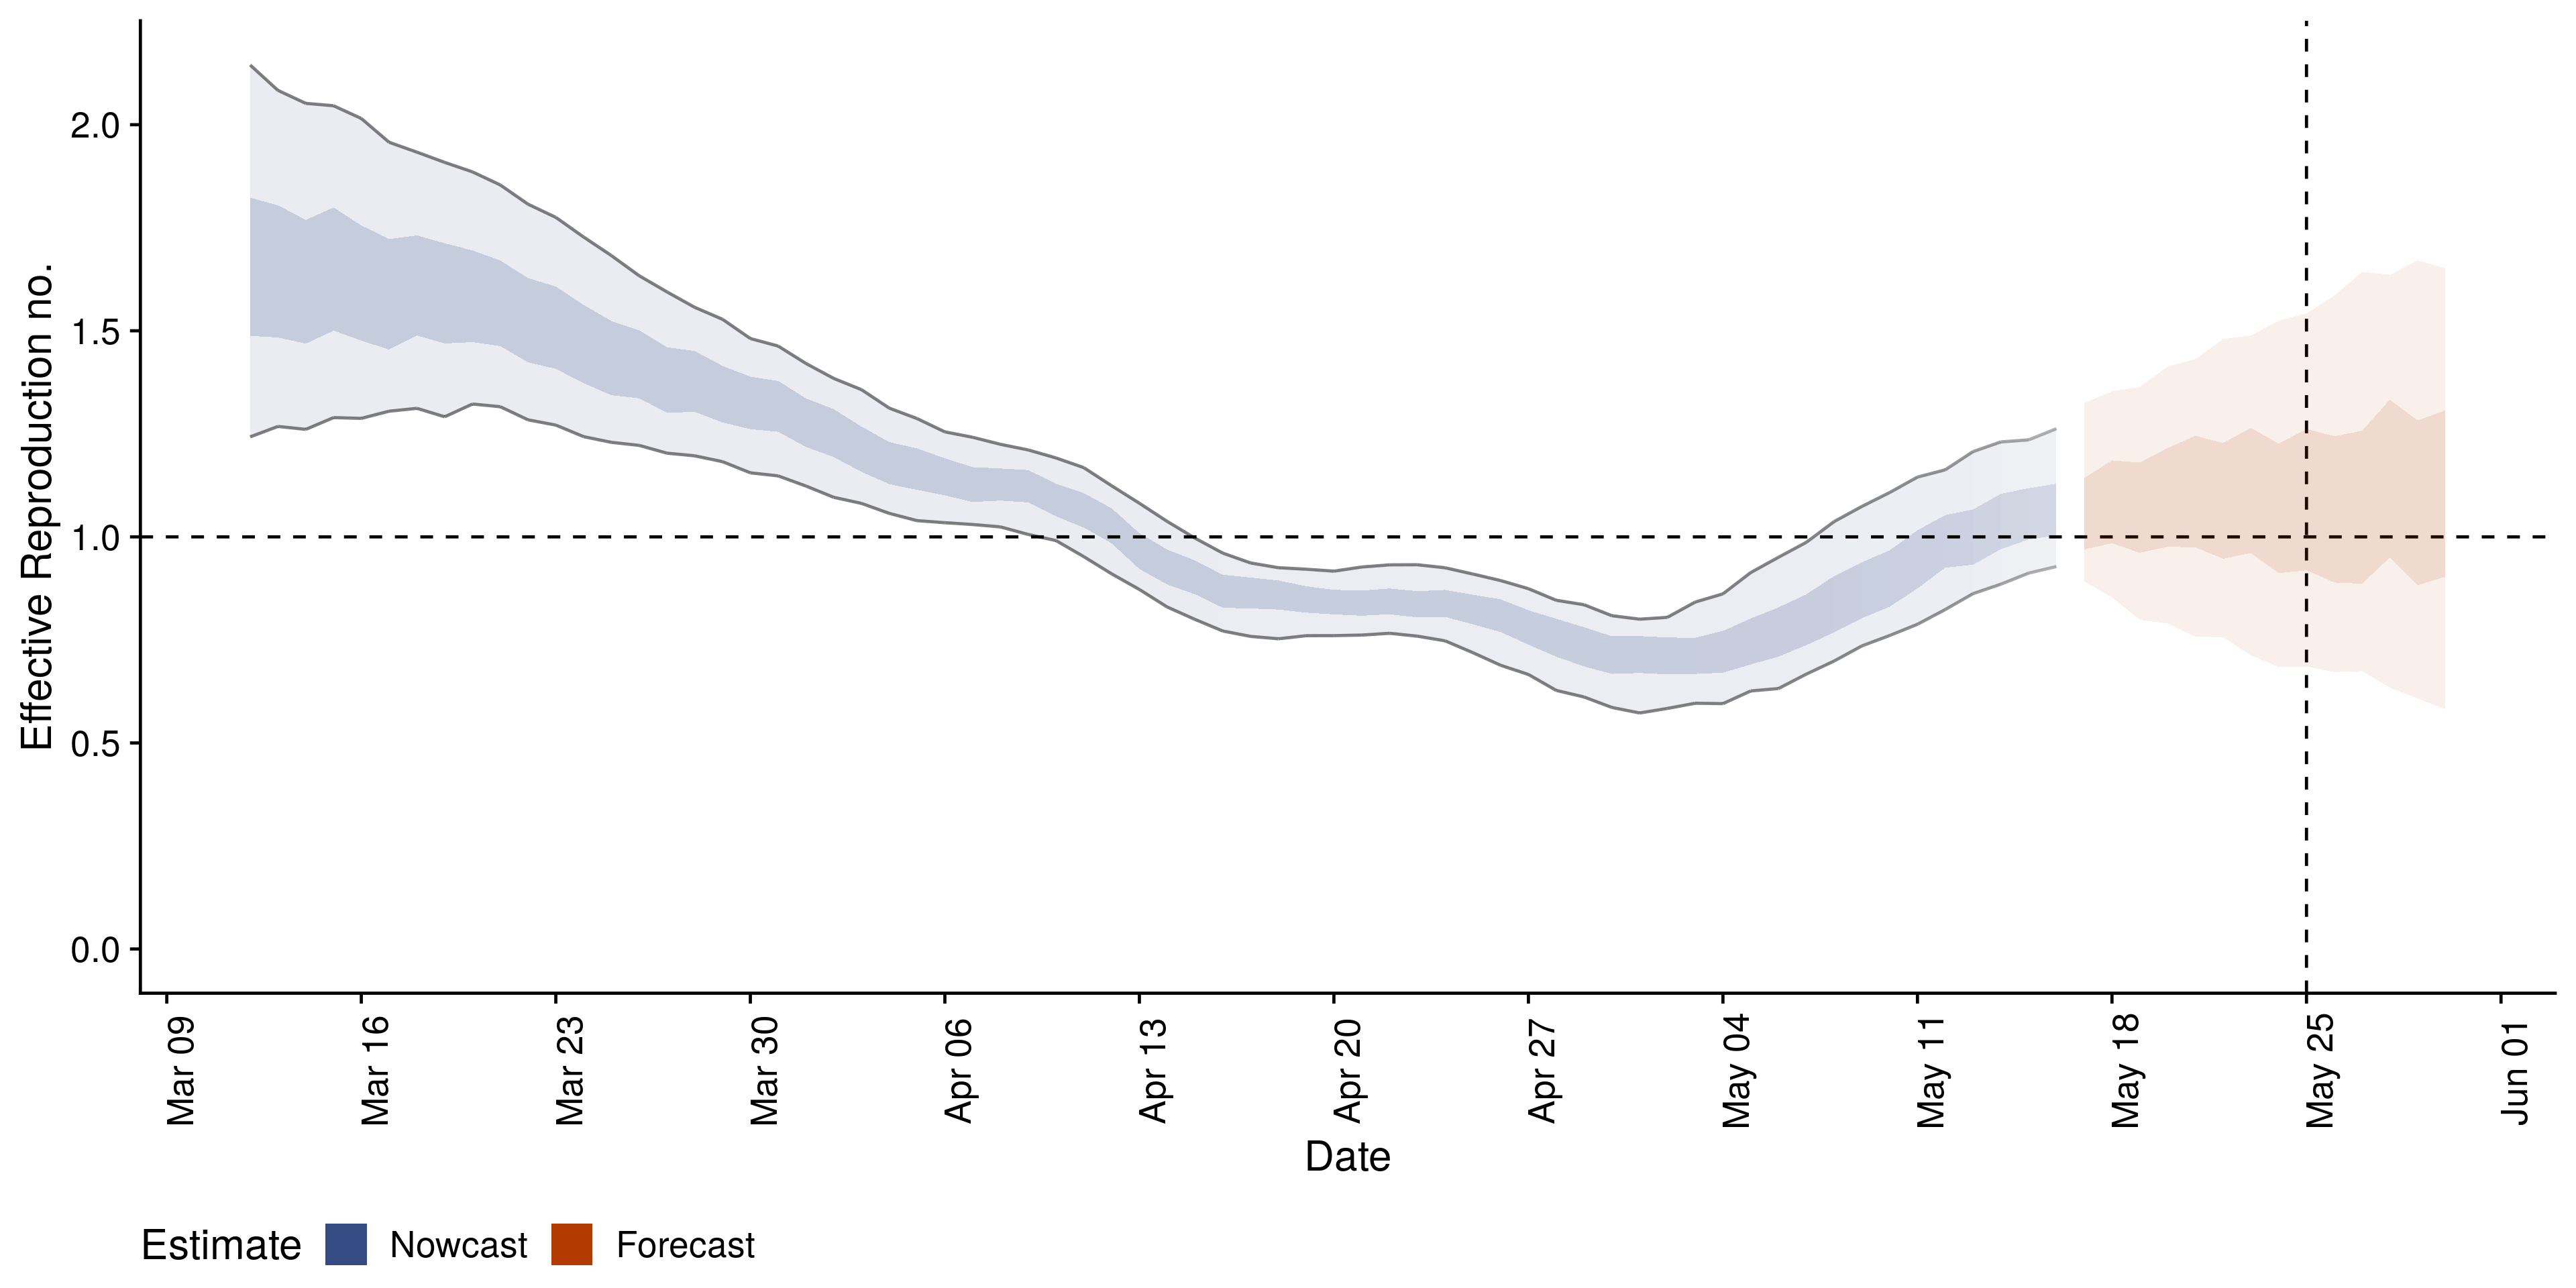 Effective Reproduction no.
2.0
1.5
1.0
0.5
0.0
Mar 09
Mar 16
Mar 23
Mar 30
Apr 06
Apr 13
Apr 20
Apr 27
May 04
May 11
May 18
May 25
Jun 01
Date
Estimate Nowcast Forecast